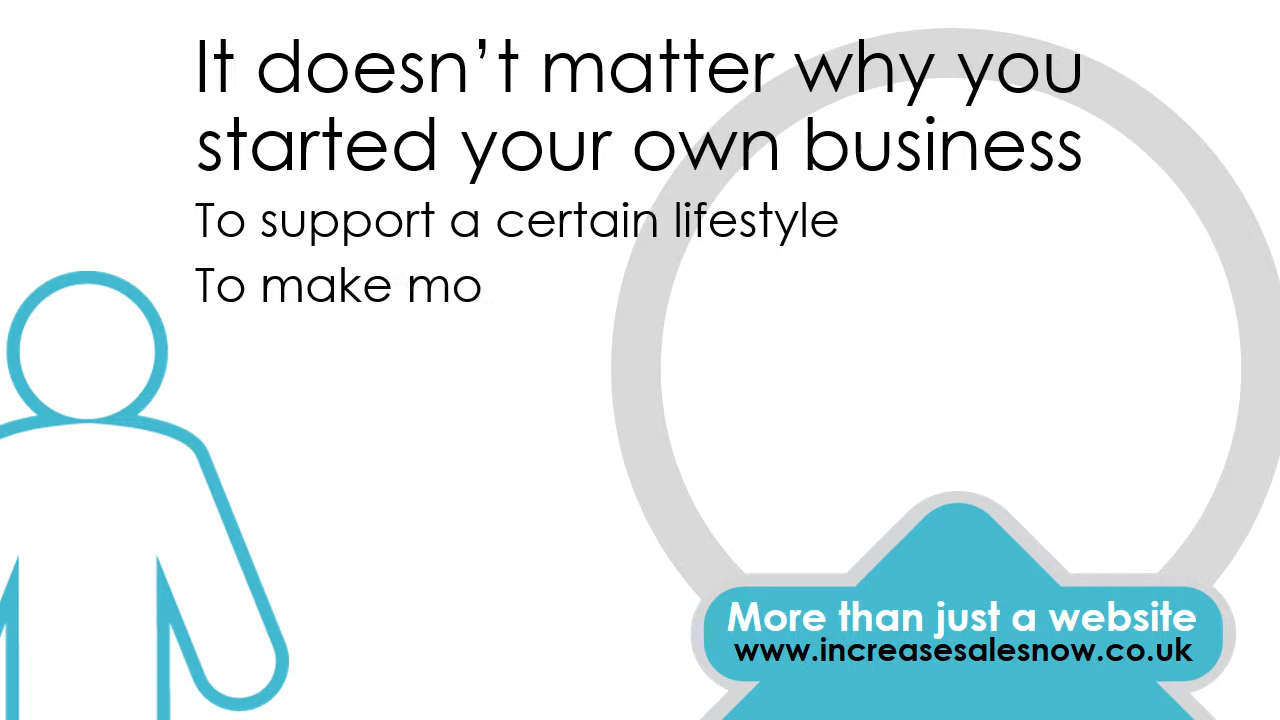 It doesn’t matter why you
started your own business
To support a certain lifestyle
To make mo
More than just a website
www.increasesalesnow.co.uk